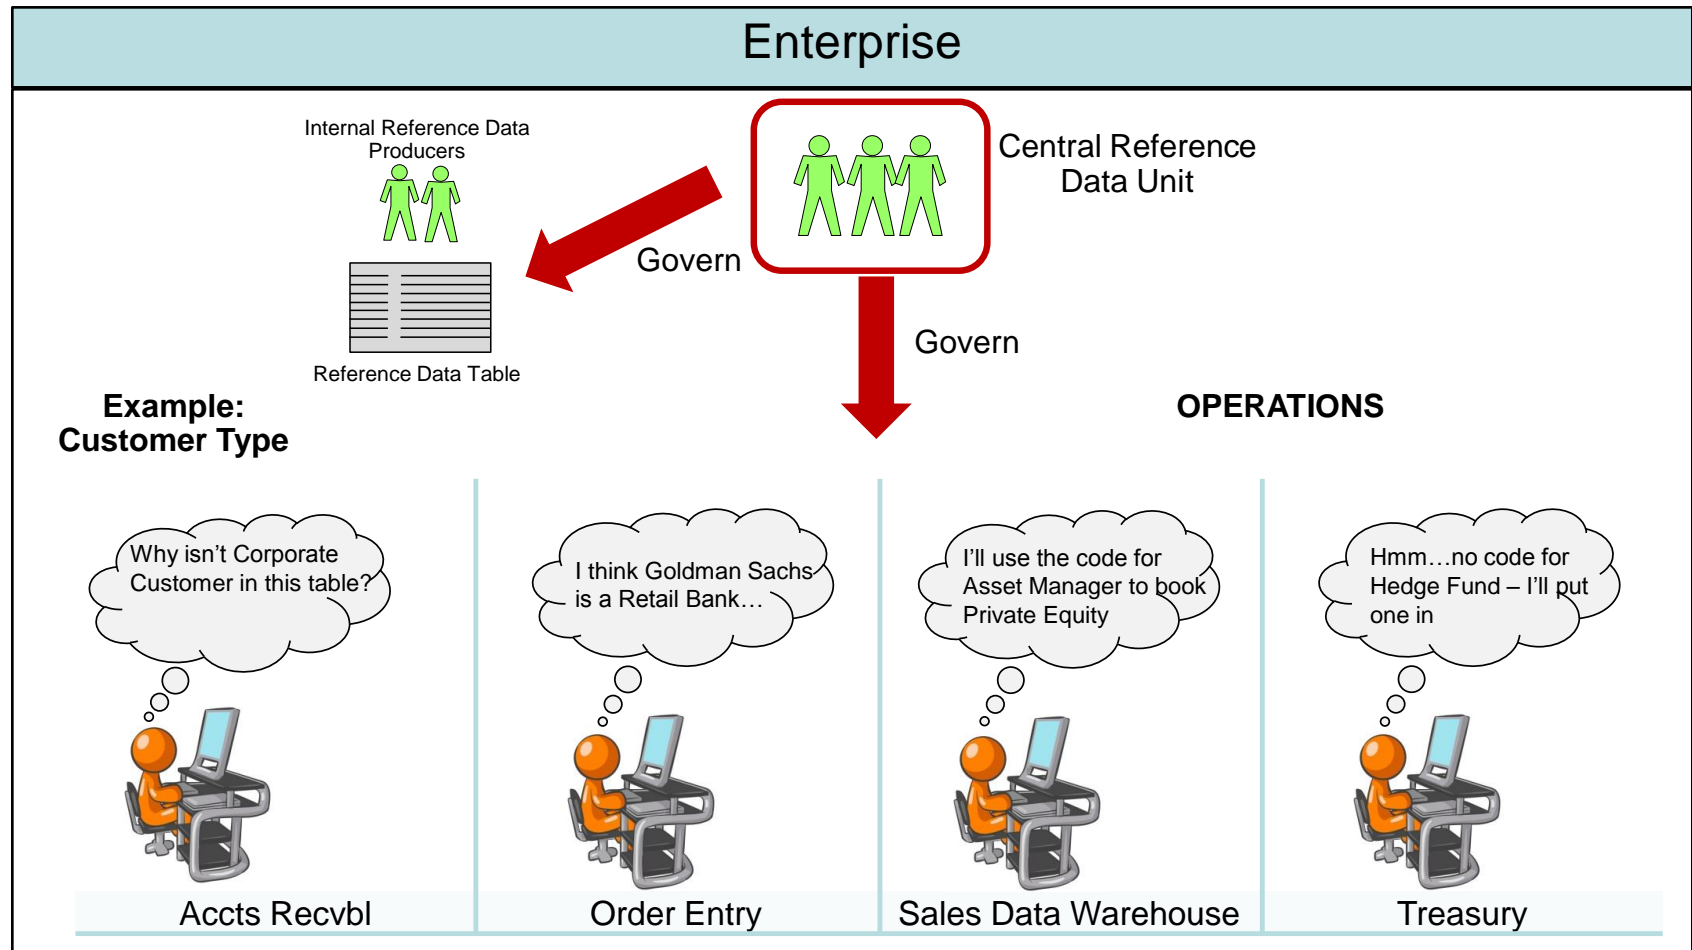 Enterprise
Internal Reference Data
Producers
Central Reference
Data Unit
Govern
Govern
Reference Data Table
Example:
Customer Type
OPERATIONS
Why isn’t Corporate
Customer in this table?
I think Goldman Sachs
is a Retail Bank…
I’ll use the code for
Asset Manager to book
Private Equity
Hmm…no code for
Hedge Fund – I’ll put
one in
Accts Recvbl
Order Entry
Sales Data Warehouse
Treasury